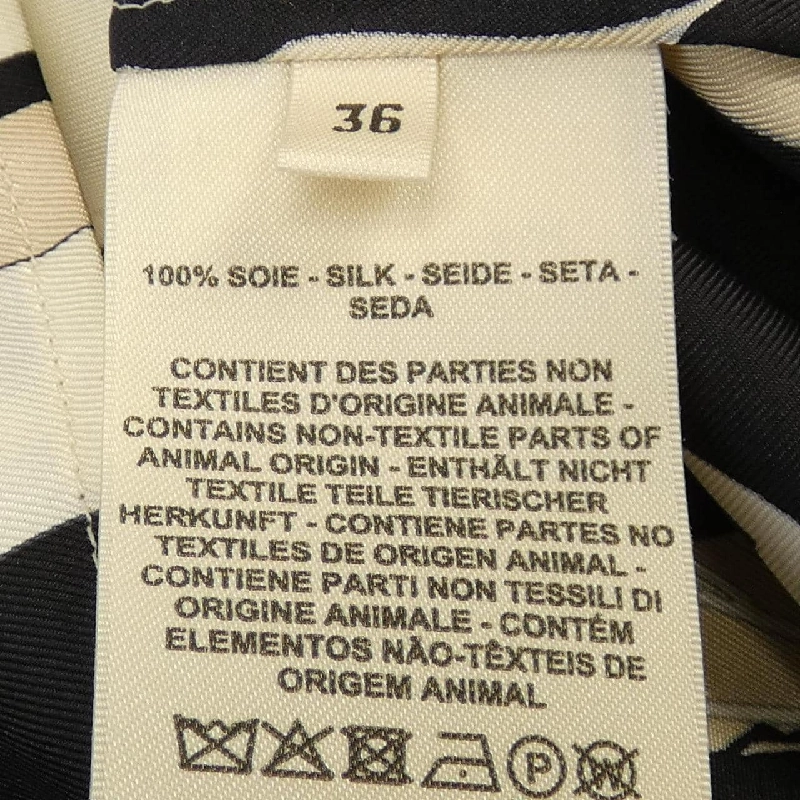 36
100% SOIE - SILK - SEIDE - SETA -
SEDA
CONTIENT DES PARTIES NON
TEXTILES D'ORIGINE ANIMALE -
CONTAINS NON-TEXTILE PARTS OF
ANIMAL ORIGIN - ENTHÄLT NICHT
TEXTILE TEILE TIERISCHER
HERKUNFT - CONTIENE PARTES NO
TEXTILES DE ORIGEN ANIMAL -
CONTIENE PARTI NON TESSILI DI
ORIGINE ANIMALE - CONTÉM
ELEMENTOS NÃO-TÊXTEIS DE
ORIGEM ANIMAL
P W